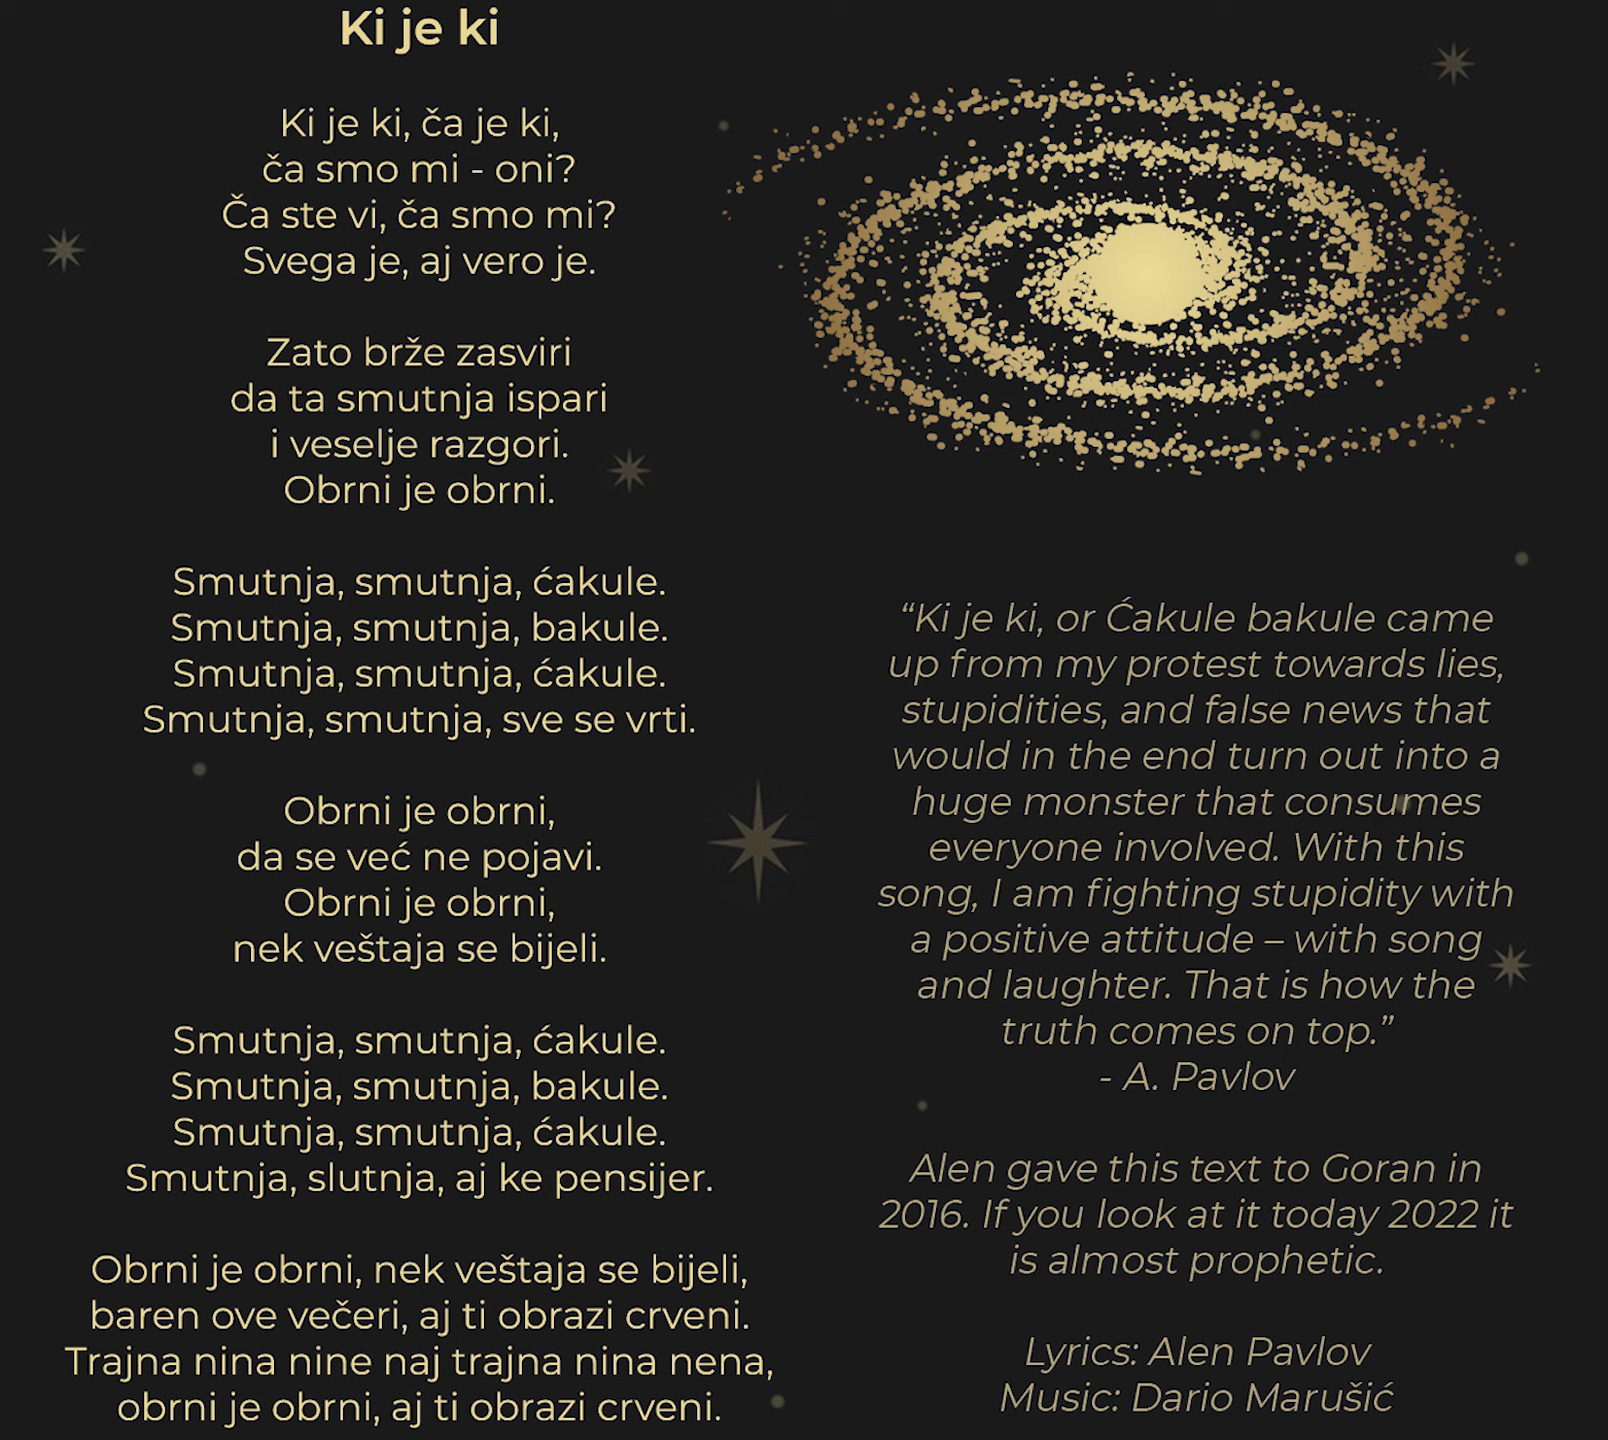 Ki je ki
Ki je ki, ča je ki,
ča smo mi - oni?
Ča ste vi, ča smo mi?
Svega je, aj vero je.
Zato brže zasviri
da ta smutnja ispari
i veselje razgori.
Obrni je obrni.
Smutnja, smutnja, ćakule.
Smutnja, smutnja, bakule.
Smutnja, smutnja, ćakule.
Smutnja, smutnja, sve se vrti.
Obrni je obrni,
da se već ne pojavi.
Obrni je obrni,
nek veštaja se bijeli.
Smutnja, smutnja, ćakule.
Smutnja, smutnja, bakule.
Smutnja, smutnja, ćakule.
Smutnja, slutnja, aj ke pensijer.
Obrni je obrni, nek veštaja se bijeli,
baren ove večeri, aj ti obrazi crveni.
Trajna nina nine naj trajna nina nena,
obrni je obrni, aj ti obrazi crveni.
“Ki je ki, or Ćakule bakule came
up from my protest towards lies,
stupidities, and false news that
would in the end turn out into a
huge monster that consumes
everyone involved. With this
song, I am fighting stupidity with
a positive attitude – with song
and laughter. That is how the
truth comes on top.”
- A. Pavlov
Alen gave this text to Goran in
2016. If you look at it today 2022 it
is almost prophetic.
Lyrics: Alen Pavlov
Music: Dario Marušić